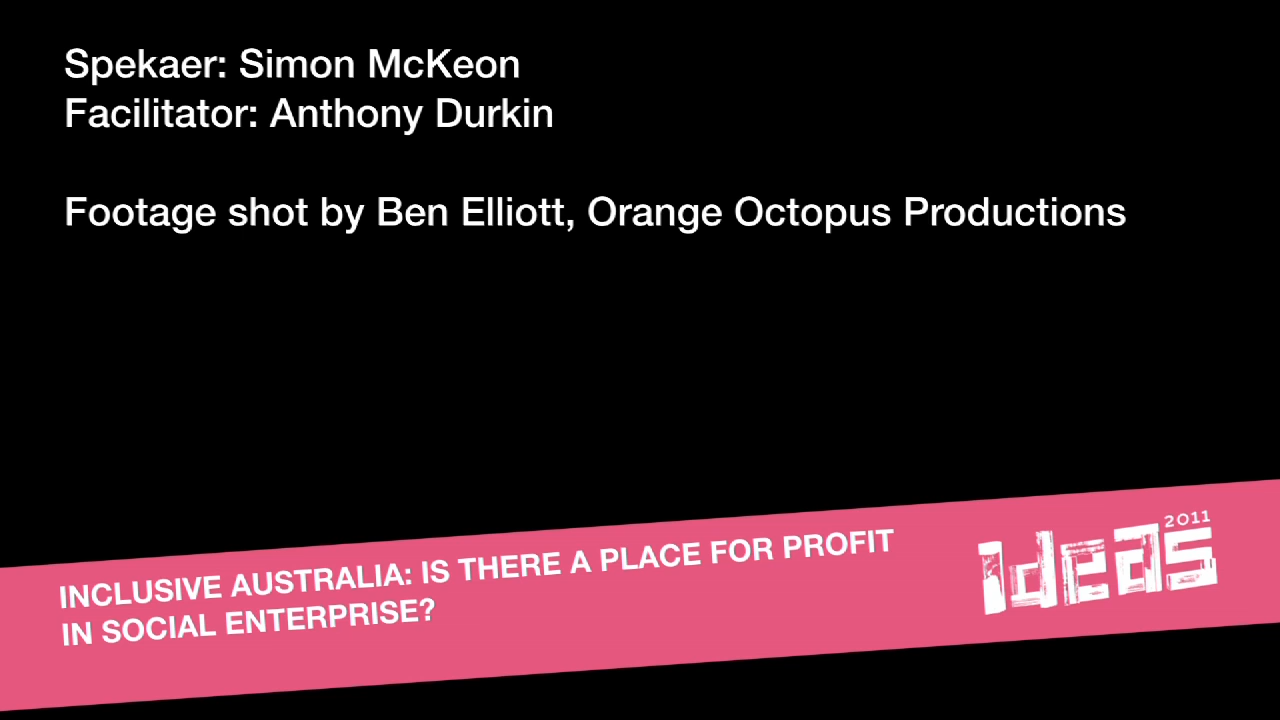 Spekaer: Simon McKeon
Facilitator: Anthony Durkin
Footage shot by Ben Elliott, Orange Octopus Productions
INCLUSIVE AUSTRALIA: IS THERE A PLACE FOR PROFIT
IN SOCIAL ENTERPRISE?
2011
Ideas